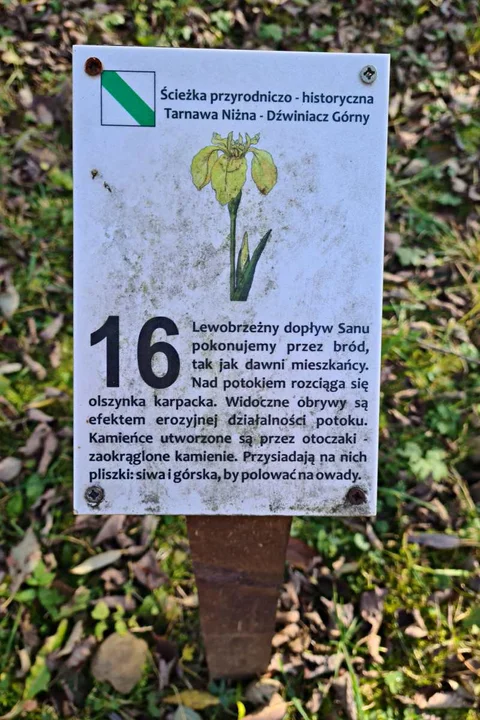 Ścieżka przyrodniczo - historyczna
Tarnawa Niżna - Dźwiniacz Górny
16
Lewobrzeżny dopływ Sanu
pokonujemy przez bród,
tak jak dawni mieszkańcy.
Nad potokiem rozciąga się
olszynka karpacka. Widoczne obrywy są
efektem erozyjnej działalności potoku.
Kamieńce utworzone są przez otoczaki -
zaokrąglone kamienie. Przysiadają na nich
pliszki: siwa i górska, by polować na owady.